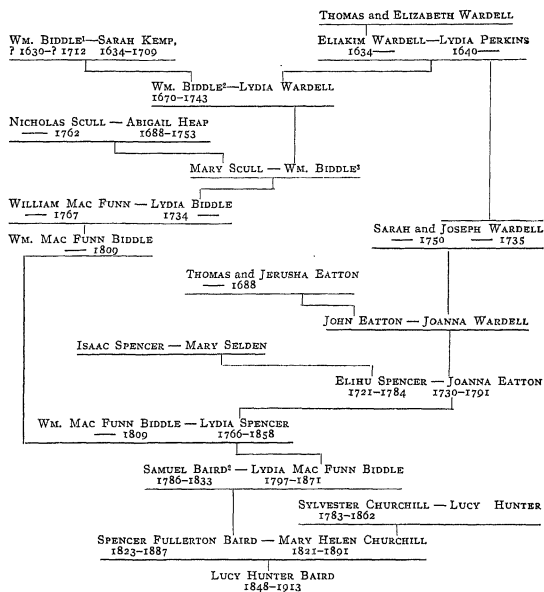 Thomas and Elizabeth Wardell
Wm. Biddle¹—Sarah Kemp,
? 1630–? 1712 1634–1709
Eliakim Wardell—Lydia Perkins
1634— 1640—
Wm. Biddle²—Lydia Wardell
1670–1743
Nicholas Scull — Abigail Heap
— 1762 1688–1753
Mary Scull — Wm. Biddle³
William Mac Funn — Lydia Biddle
— 1767 1734 —
Wm. Mac Funn Biddle
— 1809
Sarah and Joseph Wardell
— 1750 — 1735
Thomas and Jerusha Eatton
— 1688
John Eatton — Joanna Wardell
Isaac Spencer — Mary Selden
Elihu Spencer — Joanna Eatton
1721–1784 1730–1791
Wm. Mac Funn Biddle — Lydia Spencer
— 1809 1766–1858
Samuel Baird² — Lydia Mac Funn Biddle
1786–1833 1797–1871
Sylvester Churchill — Lucy Hunter
1783–1862
Spencer Fullerton Baird — Mary Helen Churchill
1823–1887 1821–1891
Lucy Hunter Baird
1848–1913